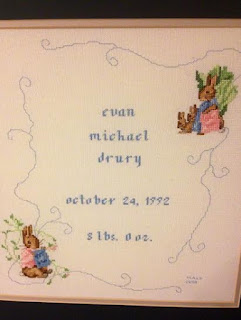 evan
michael
drury
october 24, 1992
8 lbs. 0 oz.